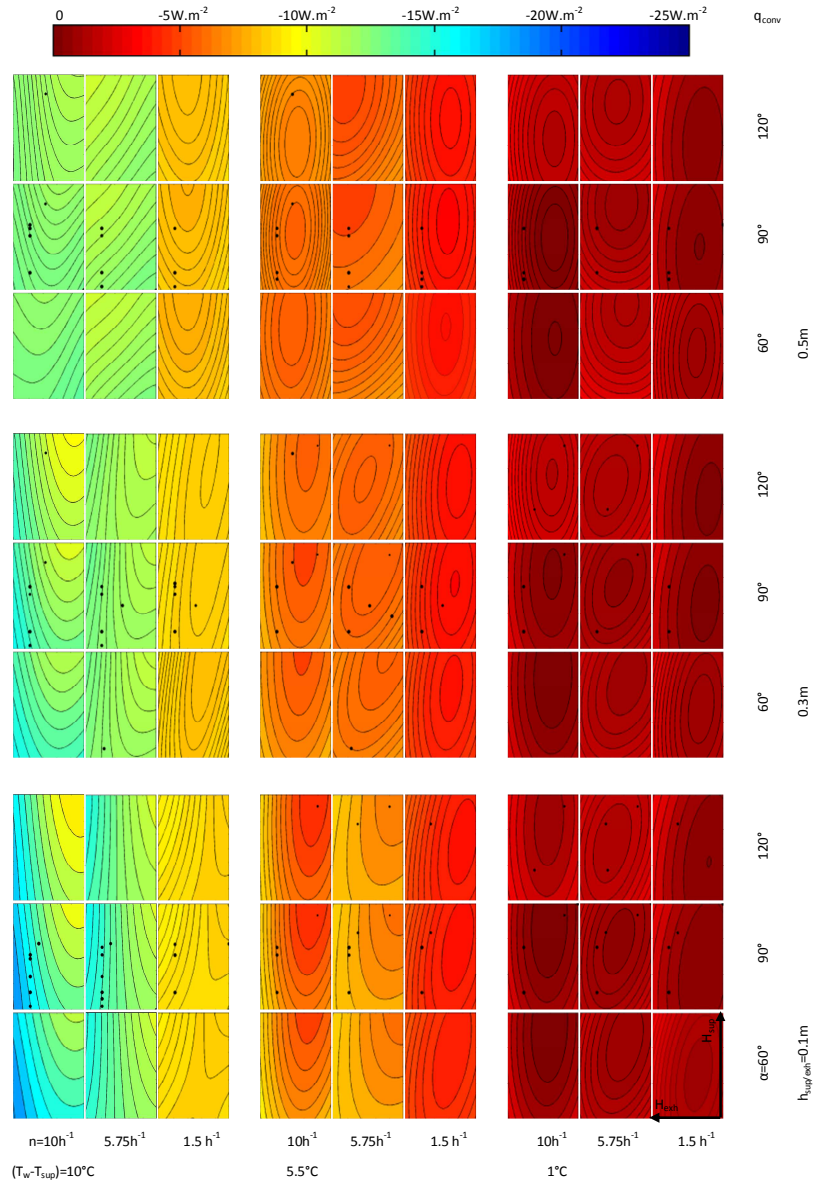 0 -5W.m⁻² -10W.m⁻² -15W.m⁻² -20W.m⁻² -25W.m⁻² q_conv
120°
90°
60°
0.5m
120°
90°
60°
0.3m
120°
90°
α=60°
h_sup/exh=0.1m
H_sup
H_exh
n=10h⁻¹ 5.75h⁻¹ 1.5 h⁻¹ 10h⁻¹ 5.75h⁻¹ 1.5 h⁻¹ 10h⁻¹ 5.75h⁻¹ 1.5 h⁻¹
(T_w-T_sup)=10°C 5.5°C 1°C